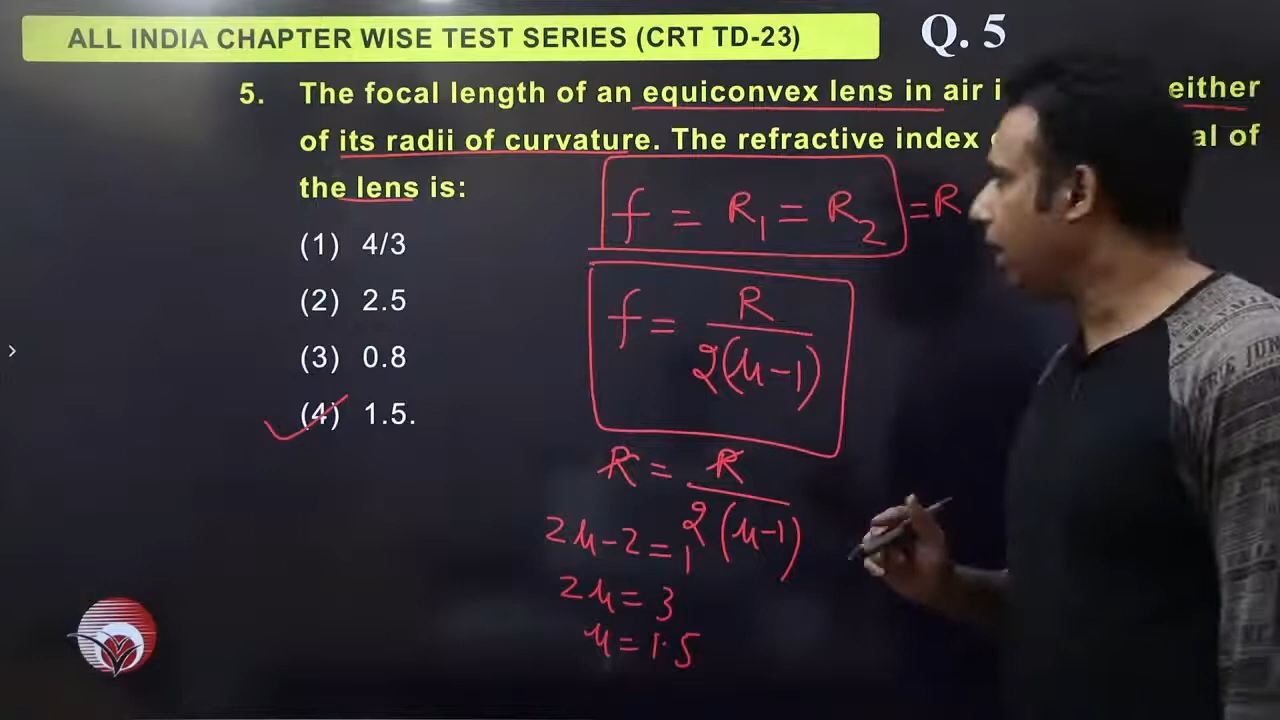 ALL INDIA CHAPTER WISE TEST SERIES (CRT TD-23)
Q. 5
5. The focal length of an equiconvex lens in air i either
of its radii of curvature. The refractive index al of
the lens is:
f = R₁ = R₂ = R
(1) 4/3
(2) 2.5
f = R / 2(μ-1)
(3) 0.8
(4) 1.5.
R = R / 2(μ-1)
2μ-2 = 1
2μ = 3
μ = 1.5